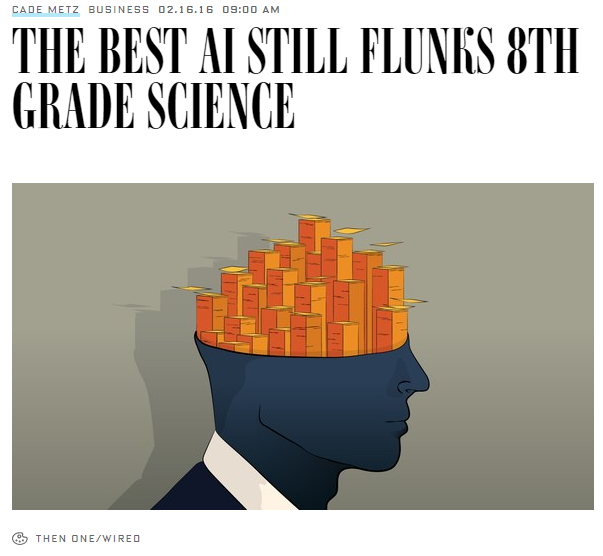 CADE METZ BUSINESS 02.16.16 09:00 AM
THE BEST AI STILL FLUNKS 8TH
GRADE SCIENCE
THEN ONE/WIRED